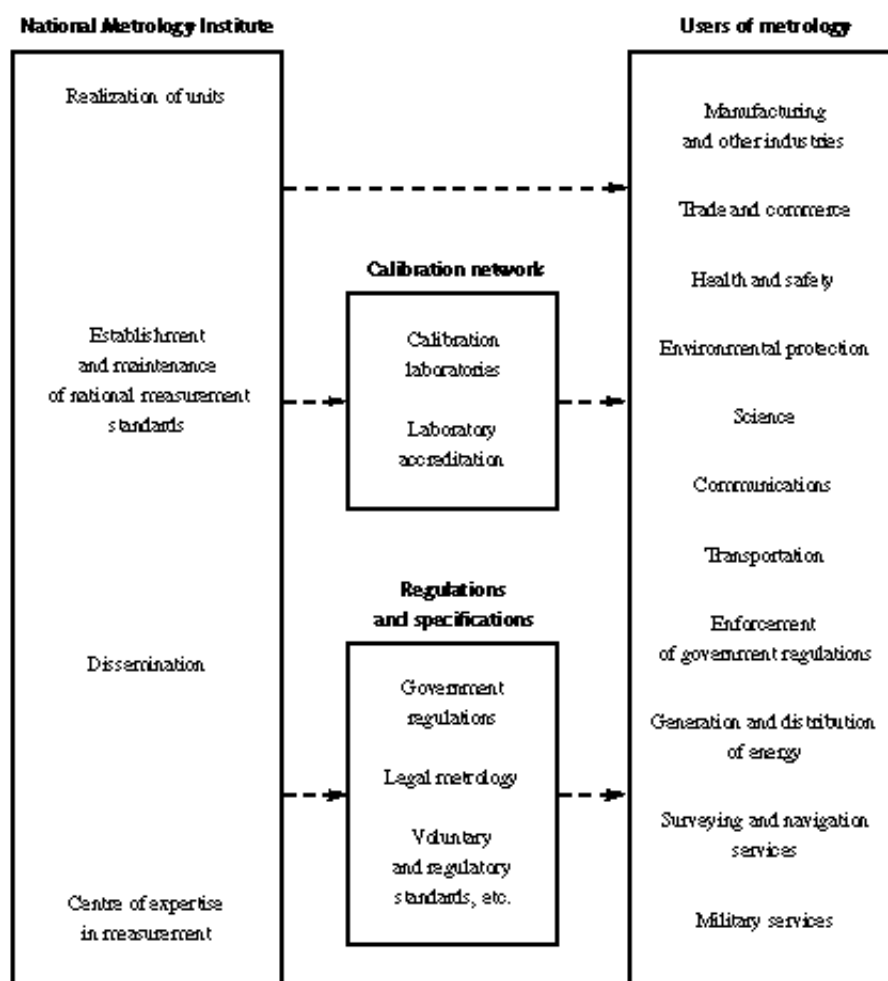 National Metrology Institute
Realization of units
Establishment
and maintenance
of national measurement
standards
Dissemination
Centre of expertise
in measurement
Calibration network
Calibration
laboratories
Laboratory
accreditation
Regulations
and specifications
Government
regulations
Legal metrology
Voluntary
and regulatory
standards, etc.
Users of metrology
Manufacturing
and other industries
Trade and commerce
Health and safety
Environmental protection
Science
Communications
Transportation
Enforcement
of government regulations
Generation and distribution
of energy
Surveying and navigation
services
Military services